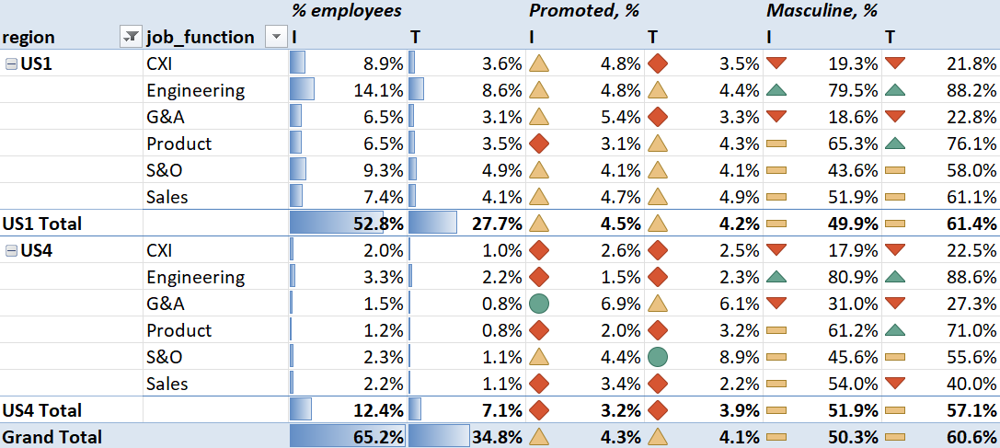 % employees Promoted, % Masculine, %
region job_function I T I T I T
US1 CXI 8.9% 3.6% 4.8% 3.5% 19.3% 21.8%
Engineering 14.1% 8.6% 4.8% 4.4% 79.5% 88.2%
G&A 6.5% 3.1% 5.4% 3.3% 18.6% 22.8%
Product 6.5% 3.5% 3.1% 4.3% 65.3% 76.1%
S&O 9.3% 4.9% 4.1% 4.1% 43.6% 58.0%
Sales 7.4% 4.1% 4.7% 4.9% 51.9% 61.1%
US1 Total 52.8% 27.7% 4.5% 4.2% 49.9% 61.4%
US4 CXI 2.0% 1.0% 2.6% 2.5% 17.9% 22.5%
Engineering 3.3% 2.2% 1.5% 2.3% 80.9% 88.6%
G&A 1.5% 0.8% 6.9% 6.1% 31.0% 27.3%
Product 1.2% 0.8% 2.0% 3.2% 61.2% 71.0%
S&O 2.3% 1.1% 4.4% 8.9% 45.6% 55.6%
Sales 2.2% 1.1% 3.4% 2.2% 54.0% 40.0%
US4 Total 12.4% 7.1% 3.2% 3.9% 51.9% 57.1%
Grand Total 65.2% 34.8% 4.3% 4.1% 50.3% 60.6%